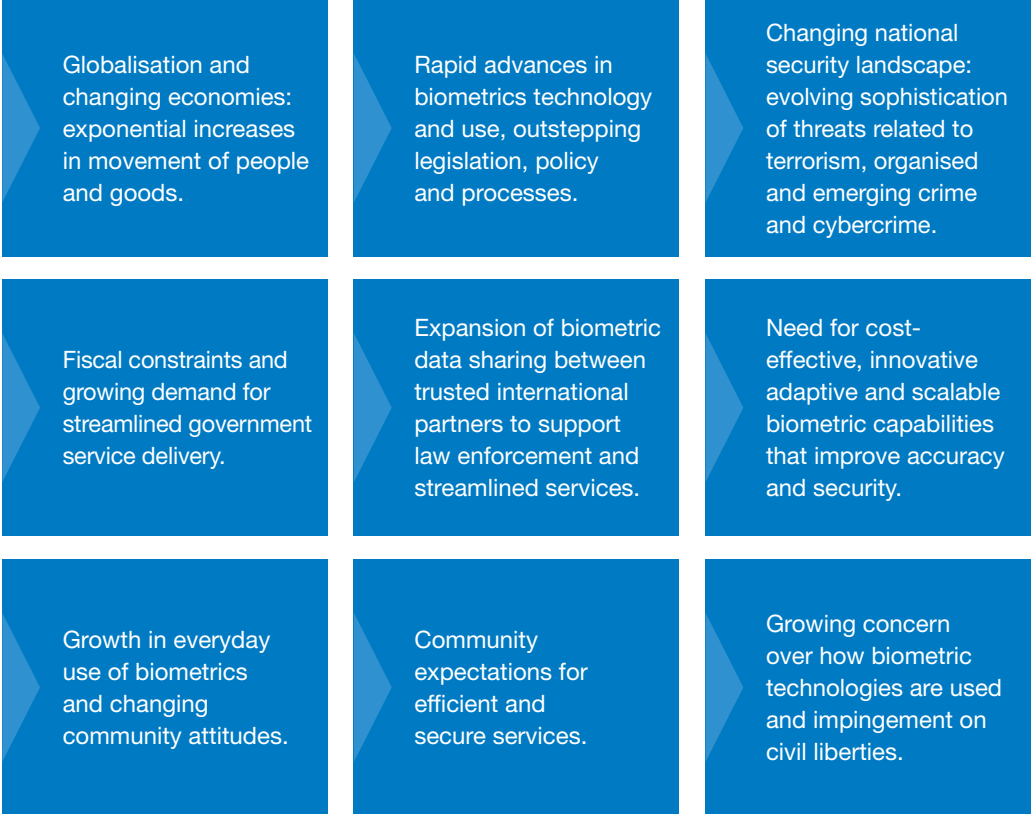 Globalisation and
changing economies:
exponential increases
in movement of people
and goods.
Rapid advances in
biometrics technology
and use, outstepping
legislation, policy
and processes.
Changing national
security landscape:
evolving sophistication
of threats related to
terrorism, organised
and emerging crime
and cybercrime.
Fiscal constraints and
growing demand for
streamlined government
service delivery.
Expansion of biometric
data sharing between
trusted international
partners to support
law enforcement and
streamlined services.
Need for cost-
effective, innovative
adaptive and scalable
biometric capabilities
that improve accuracy
and security.
Growth in everyday
use of biometrics
and changing
community attitudes.
Community
expectations for
efficient and
secure services.
Growing concern
over how biometric
technologies are used
and impingement on
civil liberties.